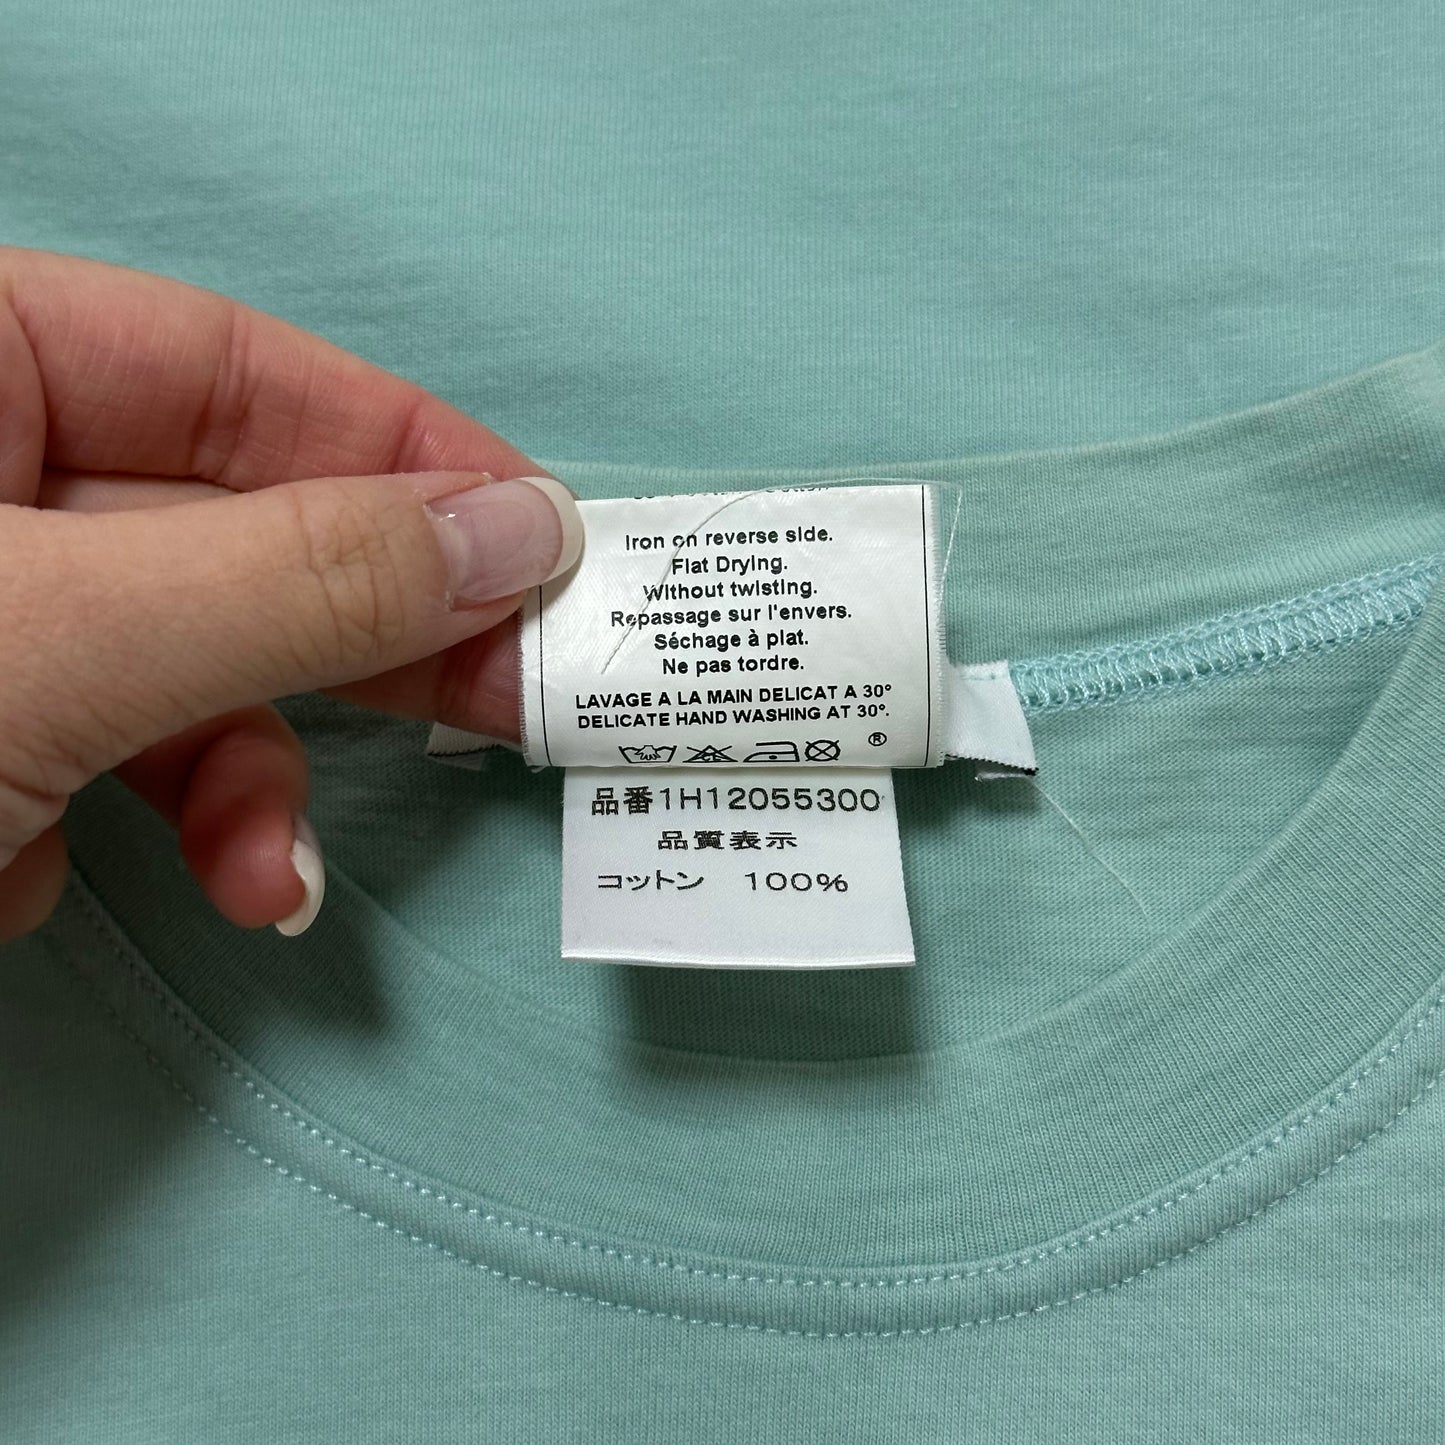 Iron on reverse side.
Flat Drying.
Without twisting.
Repassage sur l'envers.
Séchage à plat.
Ne pas tordre.
LAVAGE A LA MAIN DELICAT A 30°
DELICATE HAND WASHING AT 30°.
CL
®
品番1H12055300
品質表示
コットン 100%